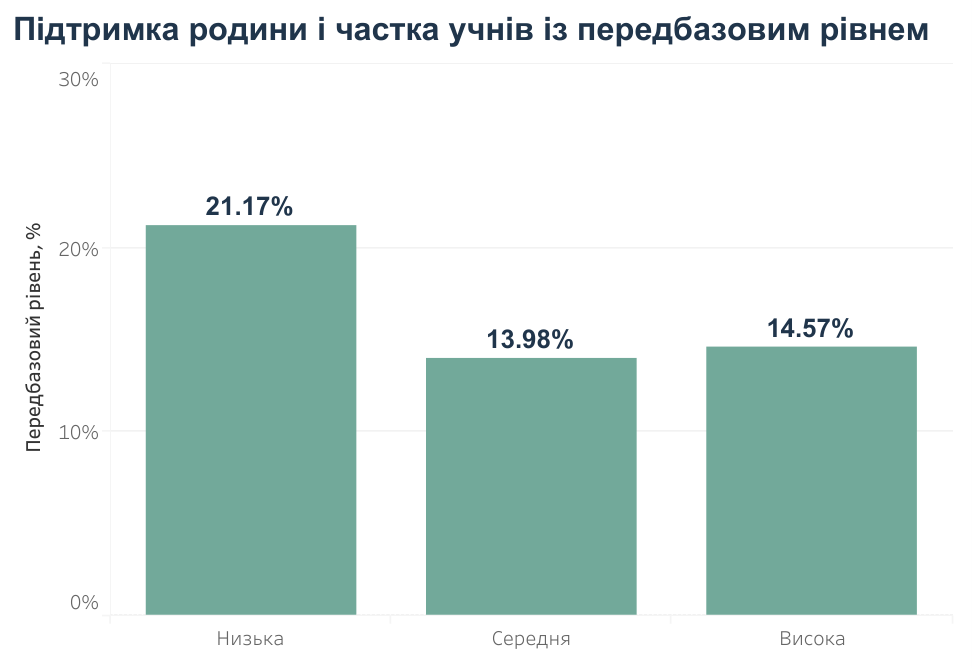 Підтримка родини і частка учнів із передбазовим рівнем
Передбазовий рівень, %
30%
20%
10%
0%
21.17%
13.98%
14.57%
Низька
Середня
Висока